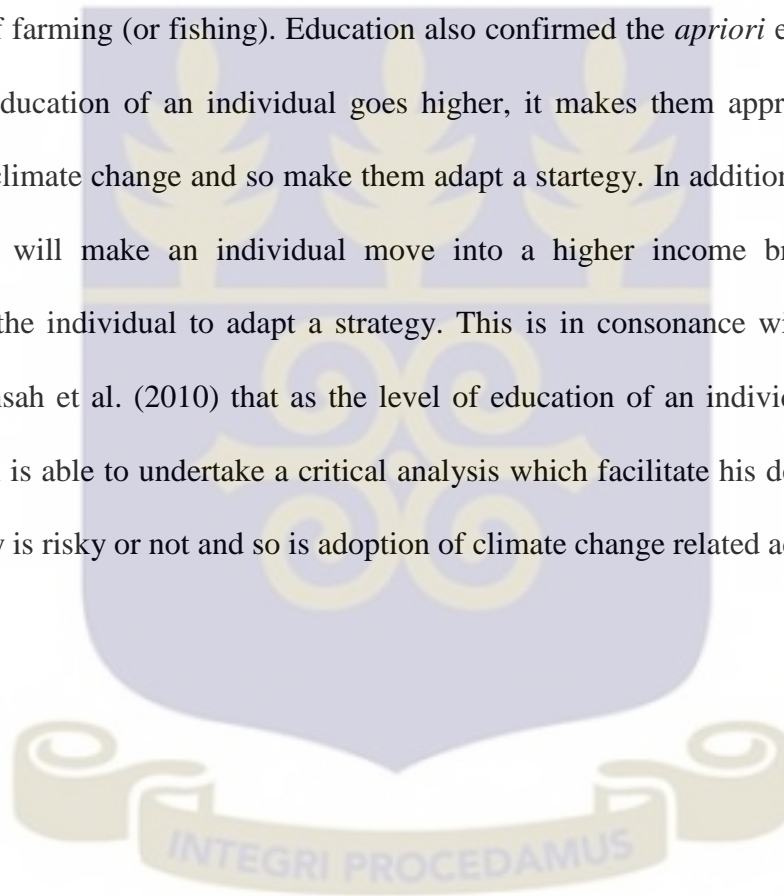 farming (or fishing). Education also confirmed the apriori
ducation of an individual goes higher, it makes them appr
climate change and so make them adapt a startegy. In addition
will make an individual move into a higher income br
the individual to adapt a strategy. This is in consonance wi
sah et al. (2010) that as the level of education of an individ
is able to undertake a critical analysis which facilitate his d
is risky or not and so is adoption of climate change related a
INTEGRI PROCEDAMUS